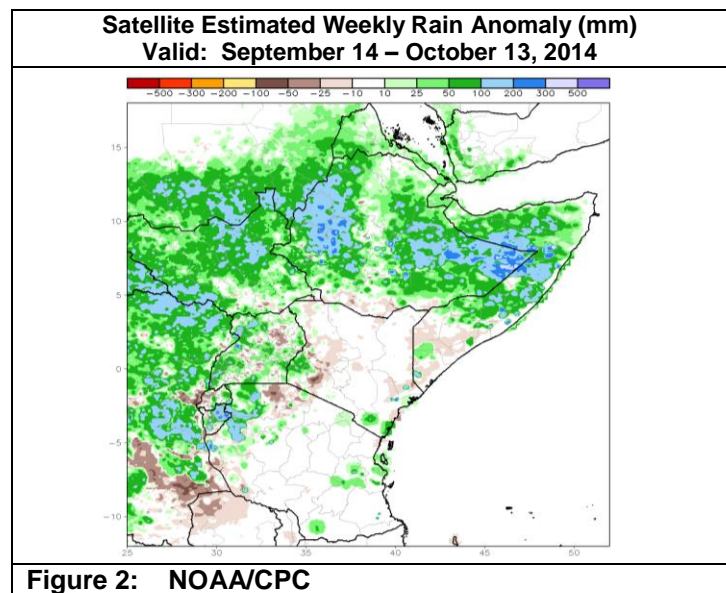 Satellite Estimated Weekly Rain Anomaly (mm)
Valid: September 14 – October 13, 2014
-500 -300 -200 -100 -50 -25 -10 10 25 50 100 200 300 500
15
10
5
0
-5
-10
25 30 35 40 45 50
Figure 2: NOAA/CPC